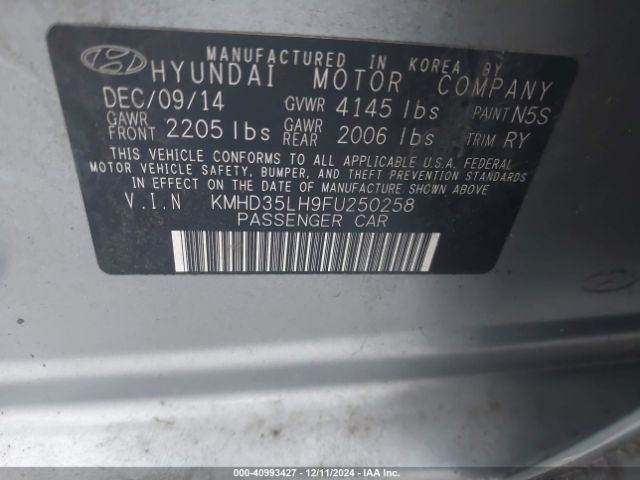 MANUFACTURED IN KOREA BY
HYUNDAI MOTOR COMPANY
DEC/09/14 GVWR 4145 lbs PAINT N5S
GAWR FRONT 2205 lbs GAWR REAR 2006 lbs TRIM RY
THIS VEHICLE CONFORMS TO ALL APPLICABLE U.S.A. FEDERAL
MOTOR VEHICLE SAFETY, BUMPER, AND THEFT PREVENTION STANDARDS
IN EFFECT ON THE DATE OF MANUFACTURE SHOWN ABOVE
V.I.N KMHD35LH9FU250258
PASSENGER CAR
000-40993427 - 12/11/2024 - IAA Inc.